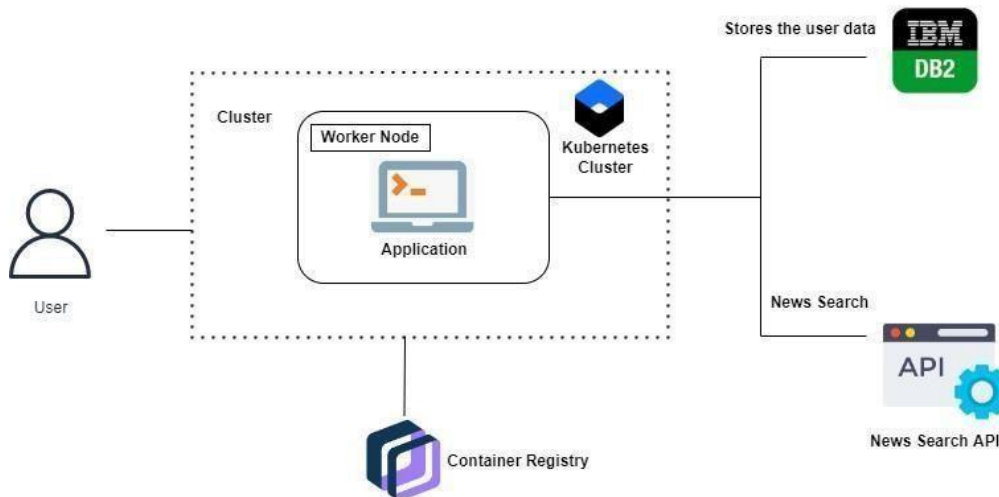 Stores the user data
IBM
DB2
Cluster
Worker Node
Kubernetes
Cluster
Application
User
News Search
API
News Search API
Container Registry